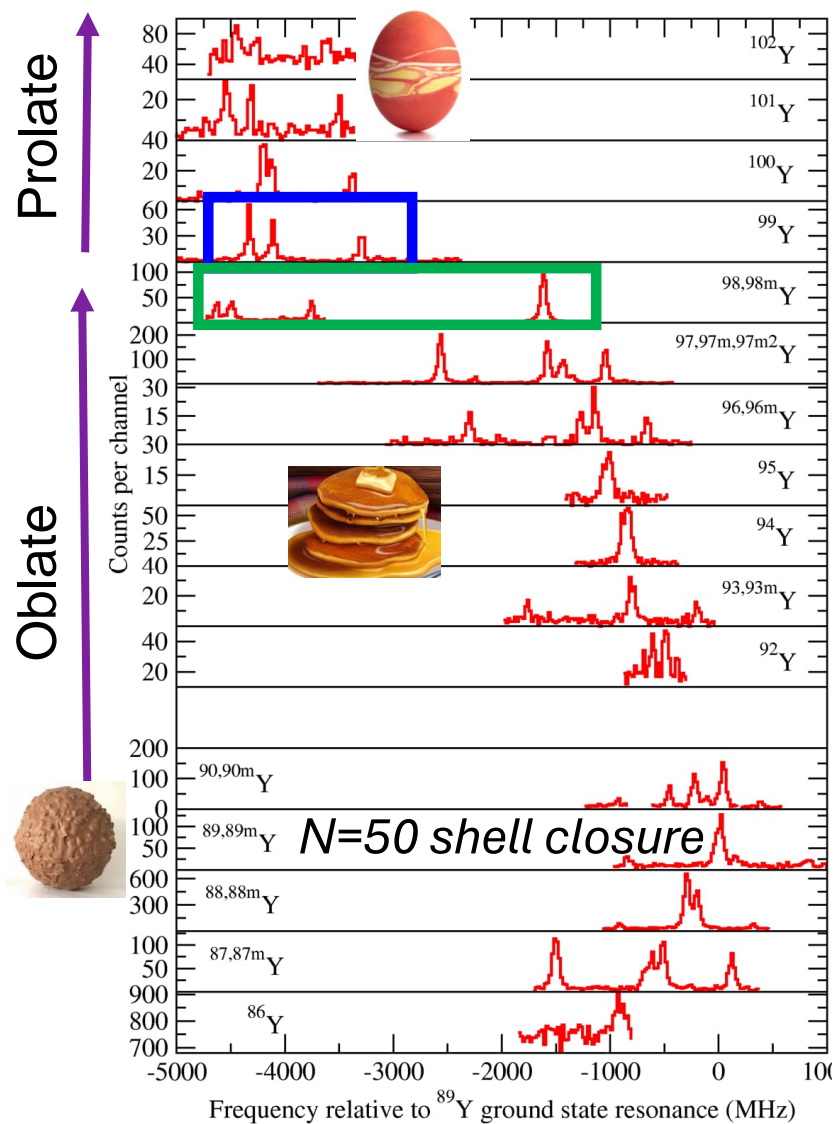 Prolate
Oblate
Counts per channel
80
40
102Y
20
101Y
40
20
100Y
60
30
99Y
100
50
98,98mY
200
100
97,97m,97m2Y
30
15
96,96mY
30
15
95Y
50
25
94Y
40
20
93,93mY
40
20
92Y
200
100
0
90,90mY
100
50
89,89mY
N=50 shell closure
600
300
88,88mY
100
50
87,87mY
900
800
700
86Y
-5000 -4000 -3000 -2000 -1000 0 100
Frequency relative to 89Y ground state resonance (MHz)